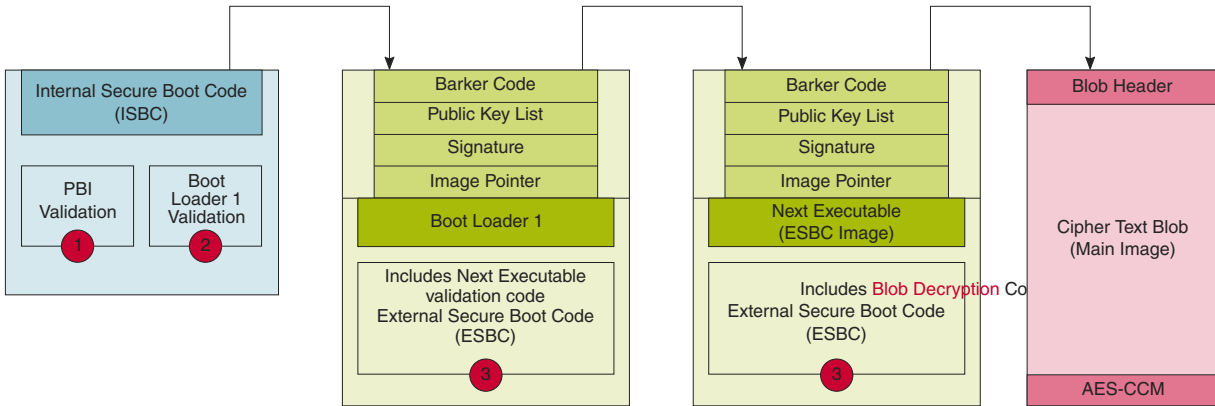 Internal Secure Boot Code
(ISBC)
PBI
Validation
1
Boot
Loader 1
Validation
2
Barker Code
Public Key List
Signature
Image Pointer
Boot Loader 1
Includes Next Executable
validation code
External Secure Boot Code
(ESBC)
3
Barker Code
Public Key List
Signature
Image Pointer
Next Executable
(ESBC Image)
Includes Blob Decryption Co
External Secure Boot Code
(ESBC)
3
Blob Header
Cipher Text Blob
(Main Image)
AES-CCM